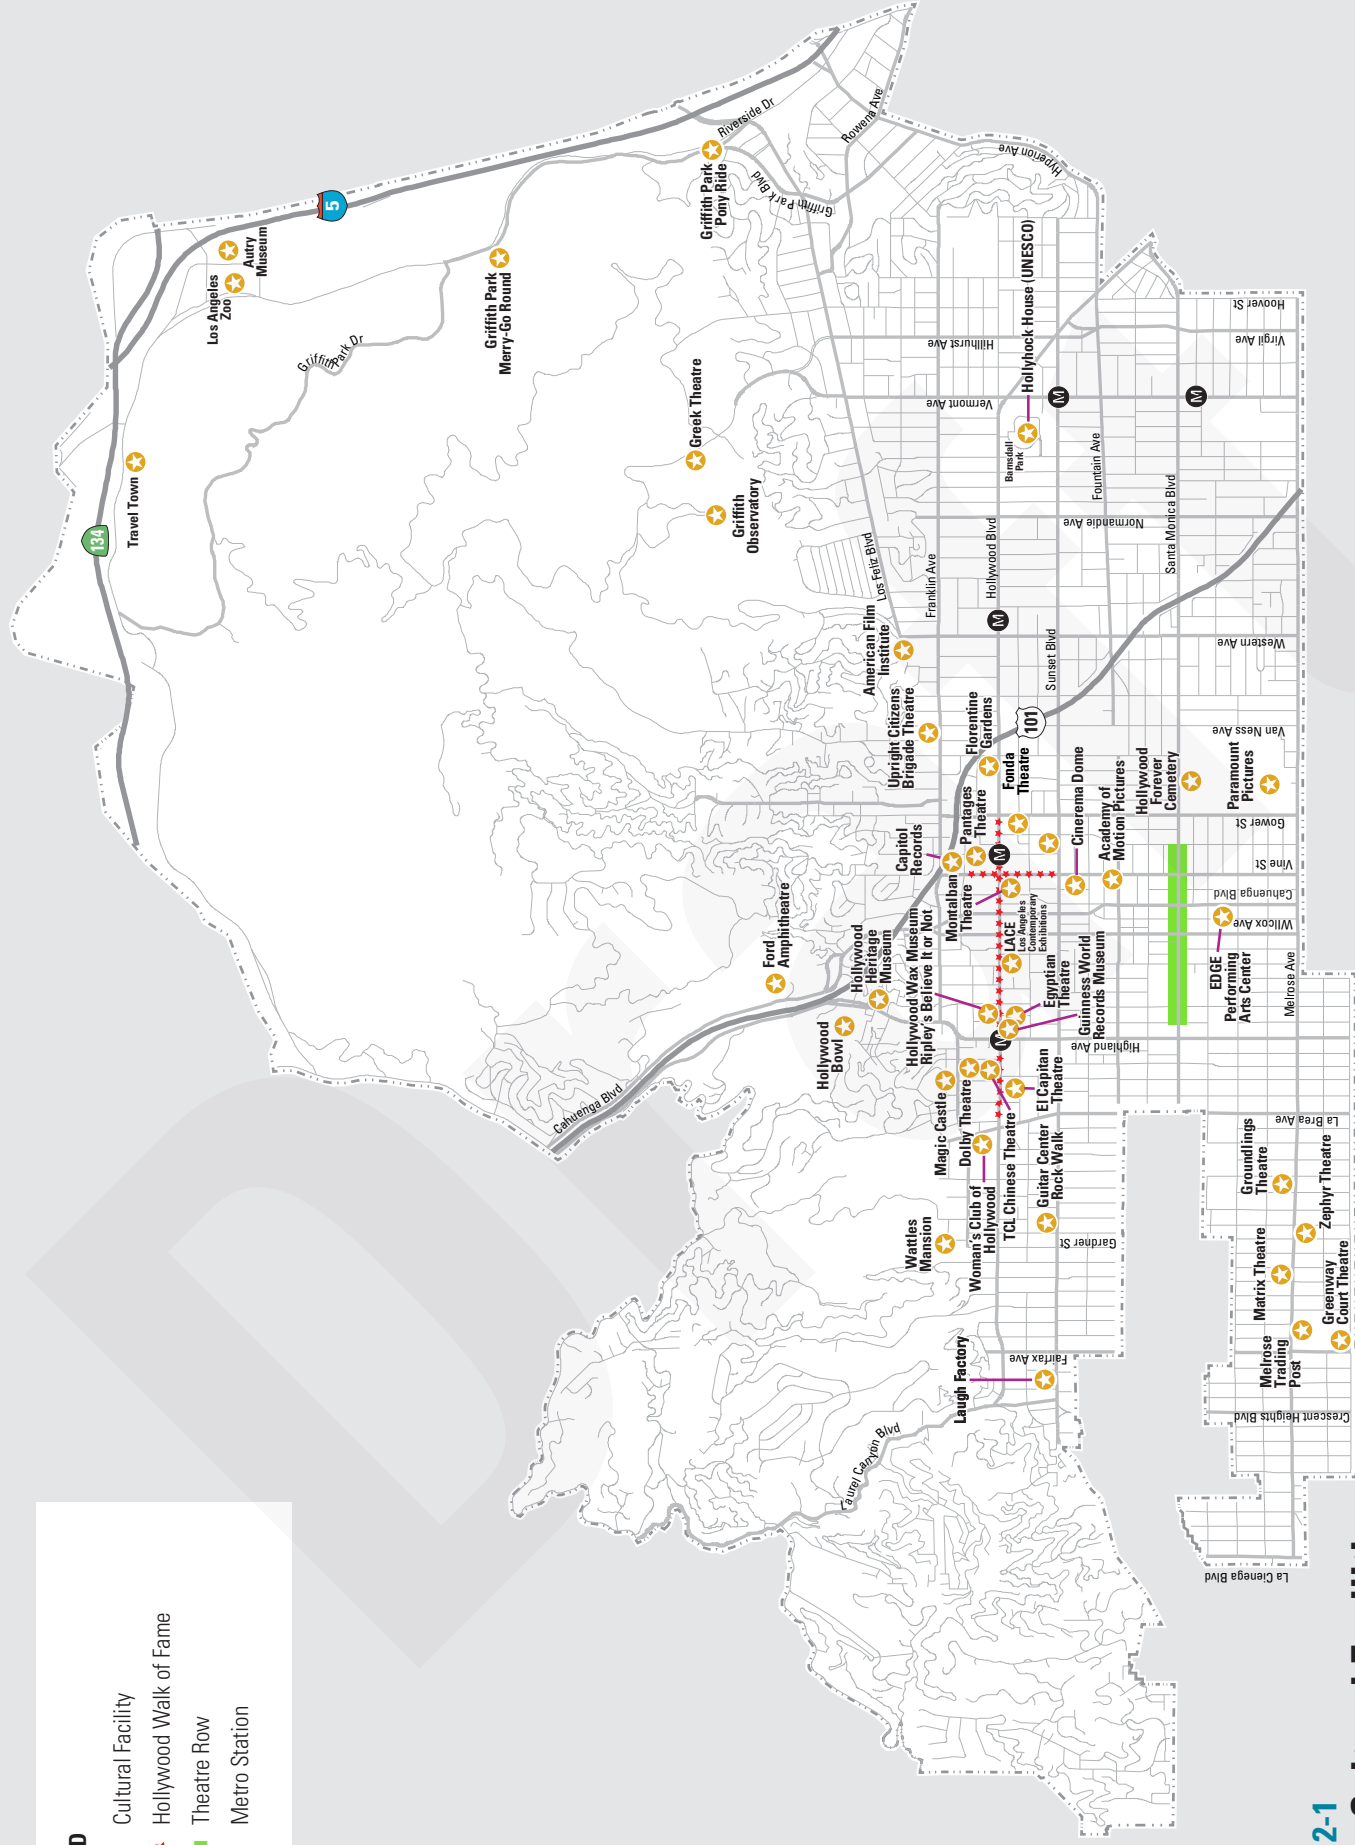 D
Cultural Facility
Hollywood Walk of Fame
Theatre Row
Metro Station
134
5
101
Travel Town
Los Angeles
Zoo
Autry
Museum
Griffith Park Dr
Griffith Park
Merry-Go Round
Griffith Park
Pony Ride
Riverside Dr
Griffith Park Blvd
Rowena Ave
Hyperion Ave
Greek Theatre
Griffith
Observatory
Los Feliz Blvd
Franklin Ave
Hollywood Blvd
Sunset Blvd
Fountain Ave
Santa Monica Blvd
Melrose Ave
Hillhurst Ave
Vermont Ave
Normandie Ave
Western Ave
Van Ness Ave
Gower St
Vine St
Cahuenga Blvd
Wilcox Ave
Highland Ave
La Brea Ave
Gardner St
Fairfax Ave
Crescent Heights Blvd
La Cienega Blvd
Hoover St
Virgil Ave
Hollyhock House (UNESCO)
Barnsdall
Park
M
M
M
M
M
American Film
Institute
Upright Citizens
Brigade Theatre
Florentine
Gardens
Fonda
Theatre
Pantages
Theatre
Capitol
Records
Montalban
Theatre
LACE
Los Angeles
Contemporary
Exhibitions
Cinerema Dome
Academy of
Motion Pictures
Hollywood
Forever
Cemetery
Paramount
Pictures
EDGE
Performing
Arts Center
Ford
Amphitheatre
Hollywood
Heritage
Museum
Hollywood
Bowl
Hollywood Wax Museum
Ripley's Believe It or Not
Egyptian
Theatre
Guinness World
Records Museum
El Capitan
Theatre
Magic Castle
Dolby Theatre
TCL Chinese Theatre
Woman's Club of
Hollywood
Guitar Center
Rock Walk
Wattles
Mansion
Laugh Factory
Laurel Canyon Blvd
Cahuenga Blvd
Groundlings
Theatre
Zephyr Theatre
Matrix Theatre
Greenway
Court Theatre
Melrose
Trading
Post
2-1